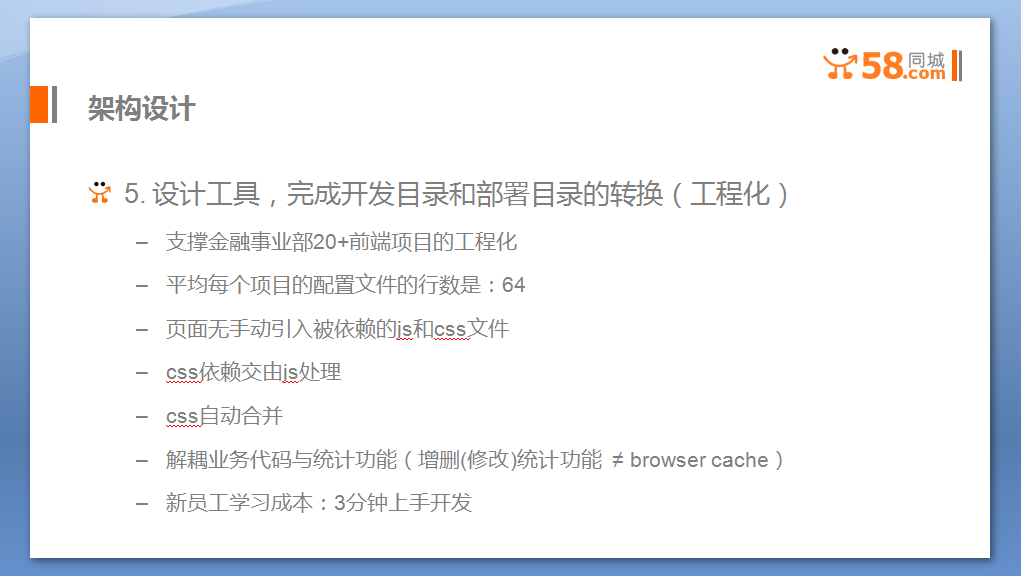 58同城.com
架构设计
5. 设计工具，完成开发目录和部署目录的转换（工程化）
– 支撑金融事业部20+前端项目的工程化
– 平均每个项目的配置文件的行数是：64
– 页面无手动引入被依赖的js和css文件
– css依赖交由js处理
– css自动合并
– 解耦业务代码与统计功能（增删(修改)统计功能 ≠ browser cache）
– 新员工学习成本：3分钟上手开发